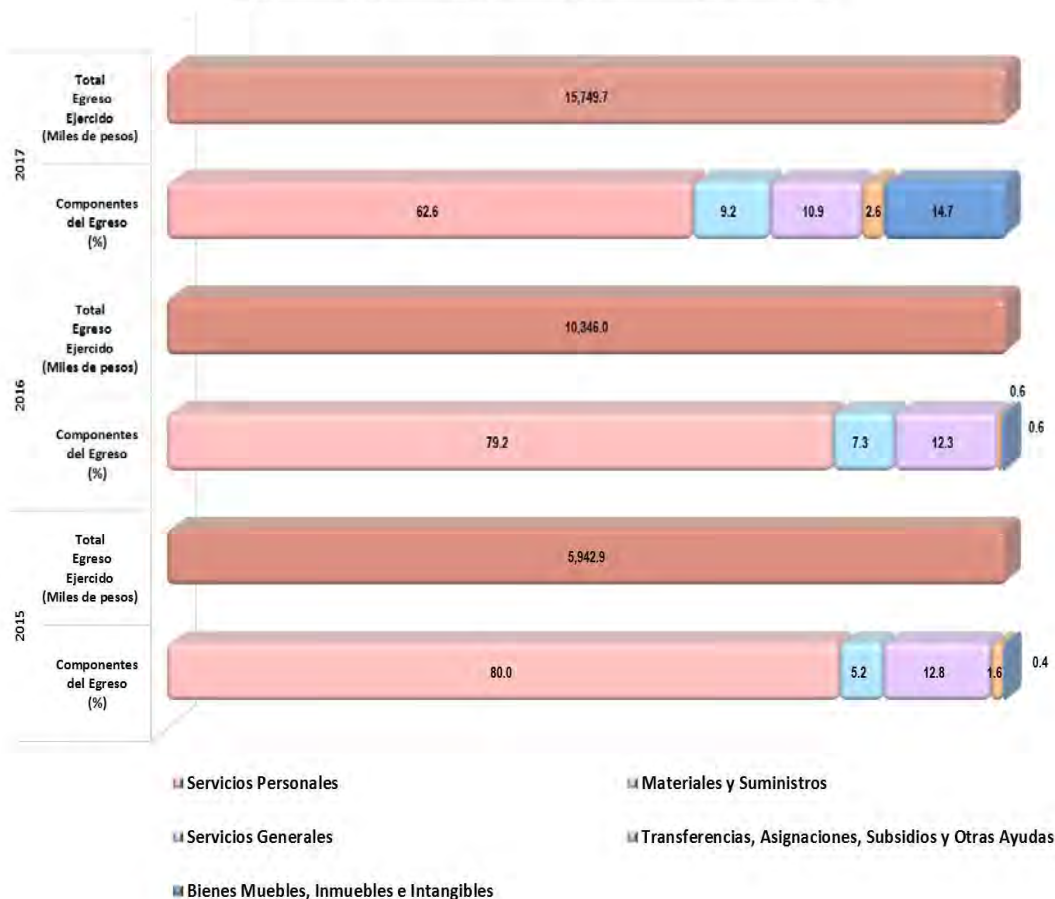 2017
Total
Egreso
Ejercido
(Miles de pesos)
15,749.7
Componentes
del Egreso
(%)
62.6
9.2
10.9
2.6
14.7
2016
Total
Egreso
Ejercido
(Miles de pesos)
10,346.0
Componentes
del Egreso
(%)
79.2
7.3
12.3
0.6
0.6
2015
Total
Egreso
Ejercido
(Miles de pesos)
5,942.9
Componentes
del Egreso
(%)
80.0
5.2
12.8
1.6
0.4
Servicios Personales
Materiales y Suministros
Servicios Generales
Transferencias, Asignaciones, Subsidios y Otras Ayudas
Bienes Muebles, Inmuebles e Intangibles